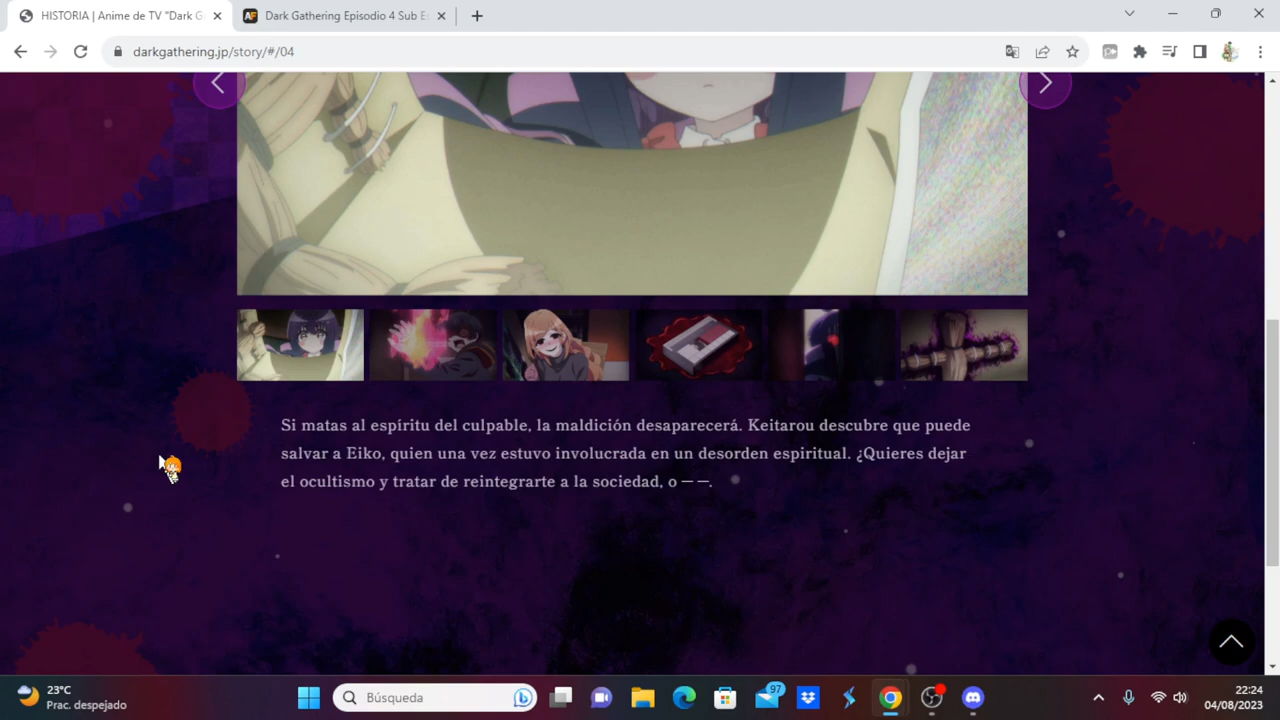 HISTORIA | Anime de TV "Dark G
Dark Gathering Episodio 4 Sub E
darkgathering.jp/story/#/04
Si matas al espíritu del culpable, la maldición desaparecerá. Keitarou descubre que puede
salvar a Eiko, quien una vez estuvo involucrada en un desorden espiritual. ¿Quieres dejar
el ocultismo y tratar de reintegrarte a la sociedad, o ──.
23°C
Prac. despejado
Búsqueda
97
22:24
04/08/2023